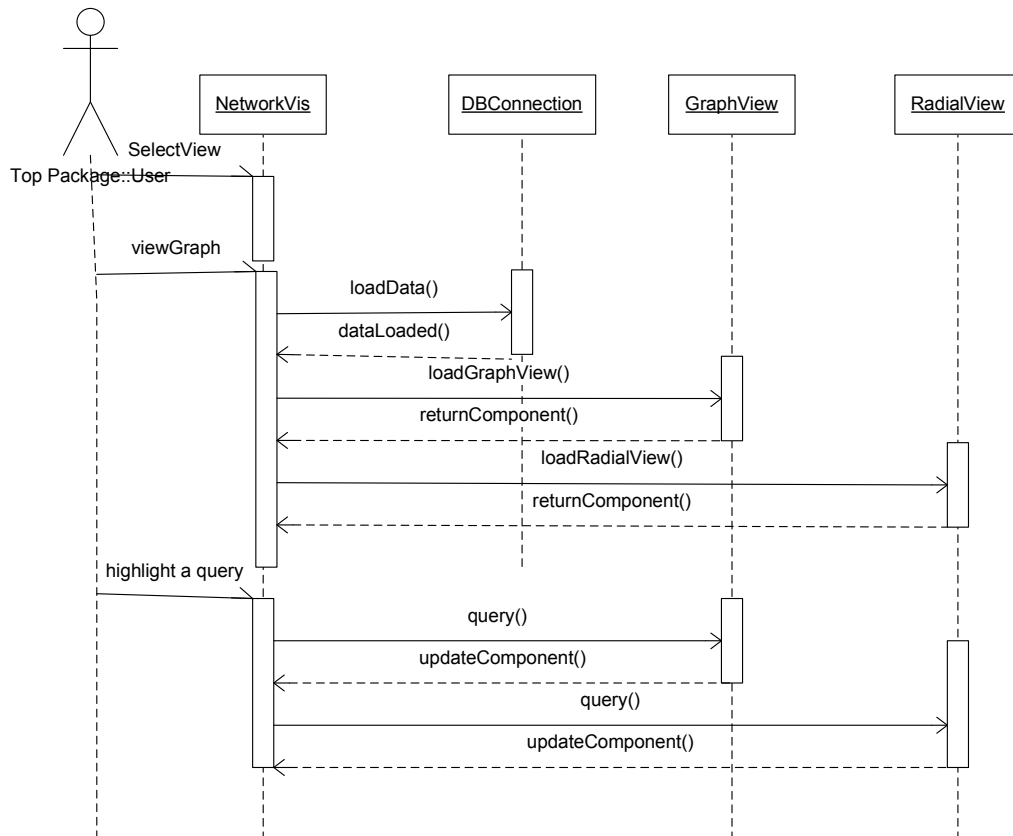 NetworkVis
DBConnection
GraphView
RadialView
SelectView
Top Package::User
viewGraph
loadData()
dataLoaded()
loadGraphView()
returnComponent()
loadRadialView()
returnComponent()
highlight a query
query()
updateComponent()
query()
updateComponent()